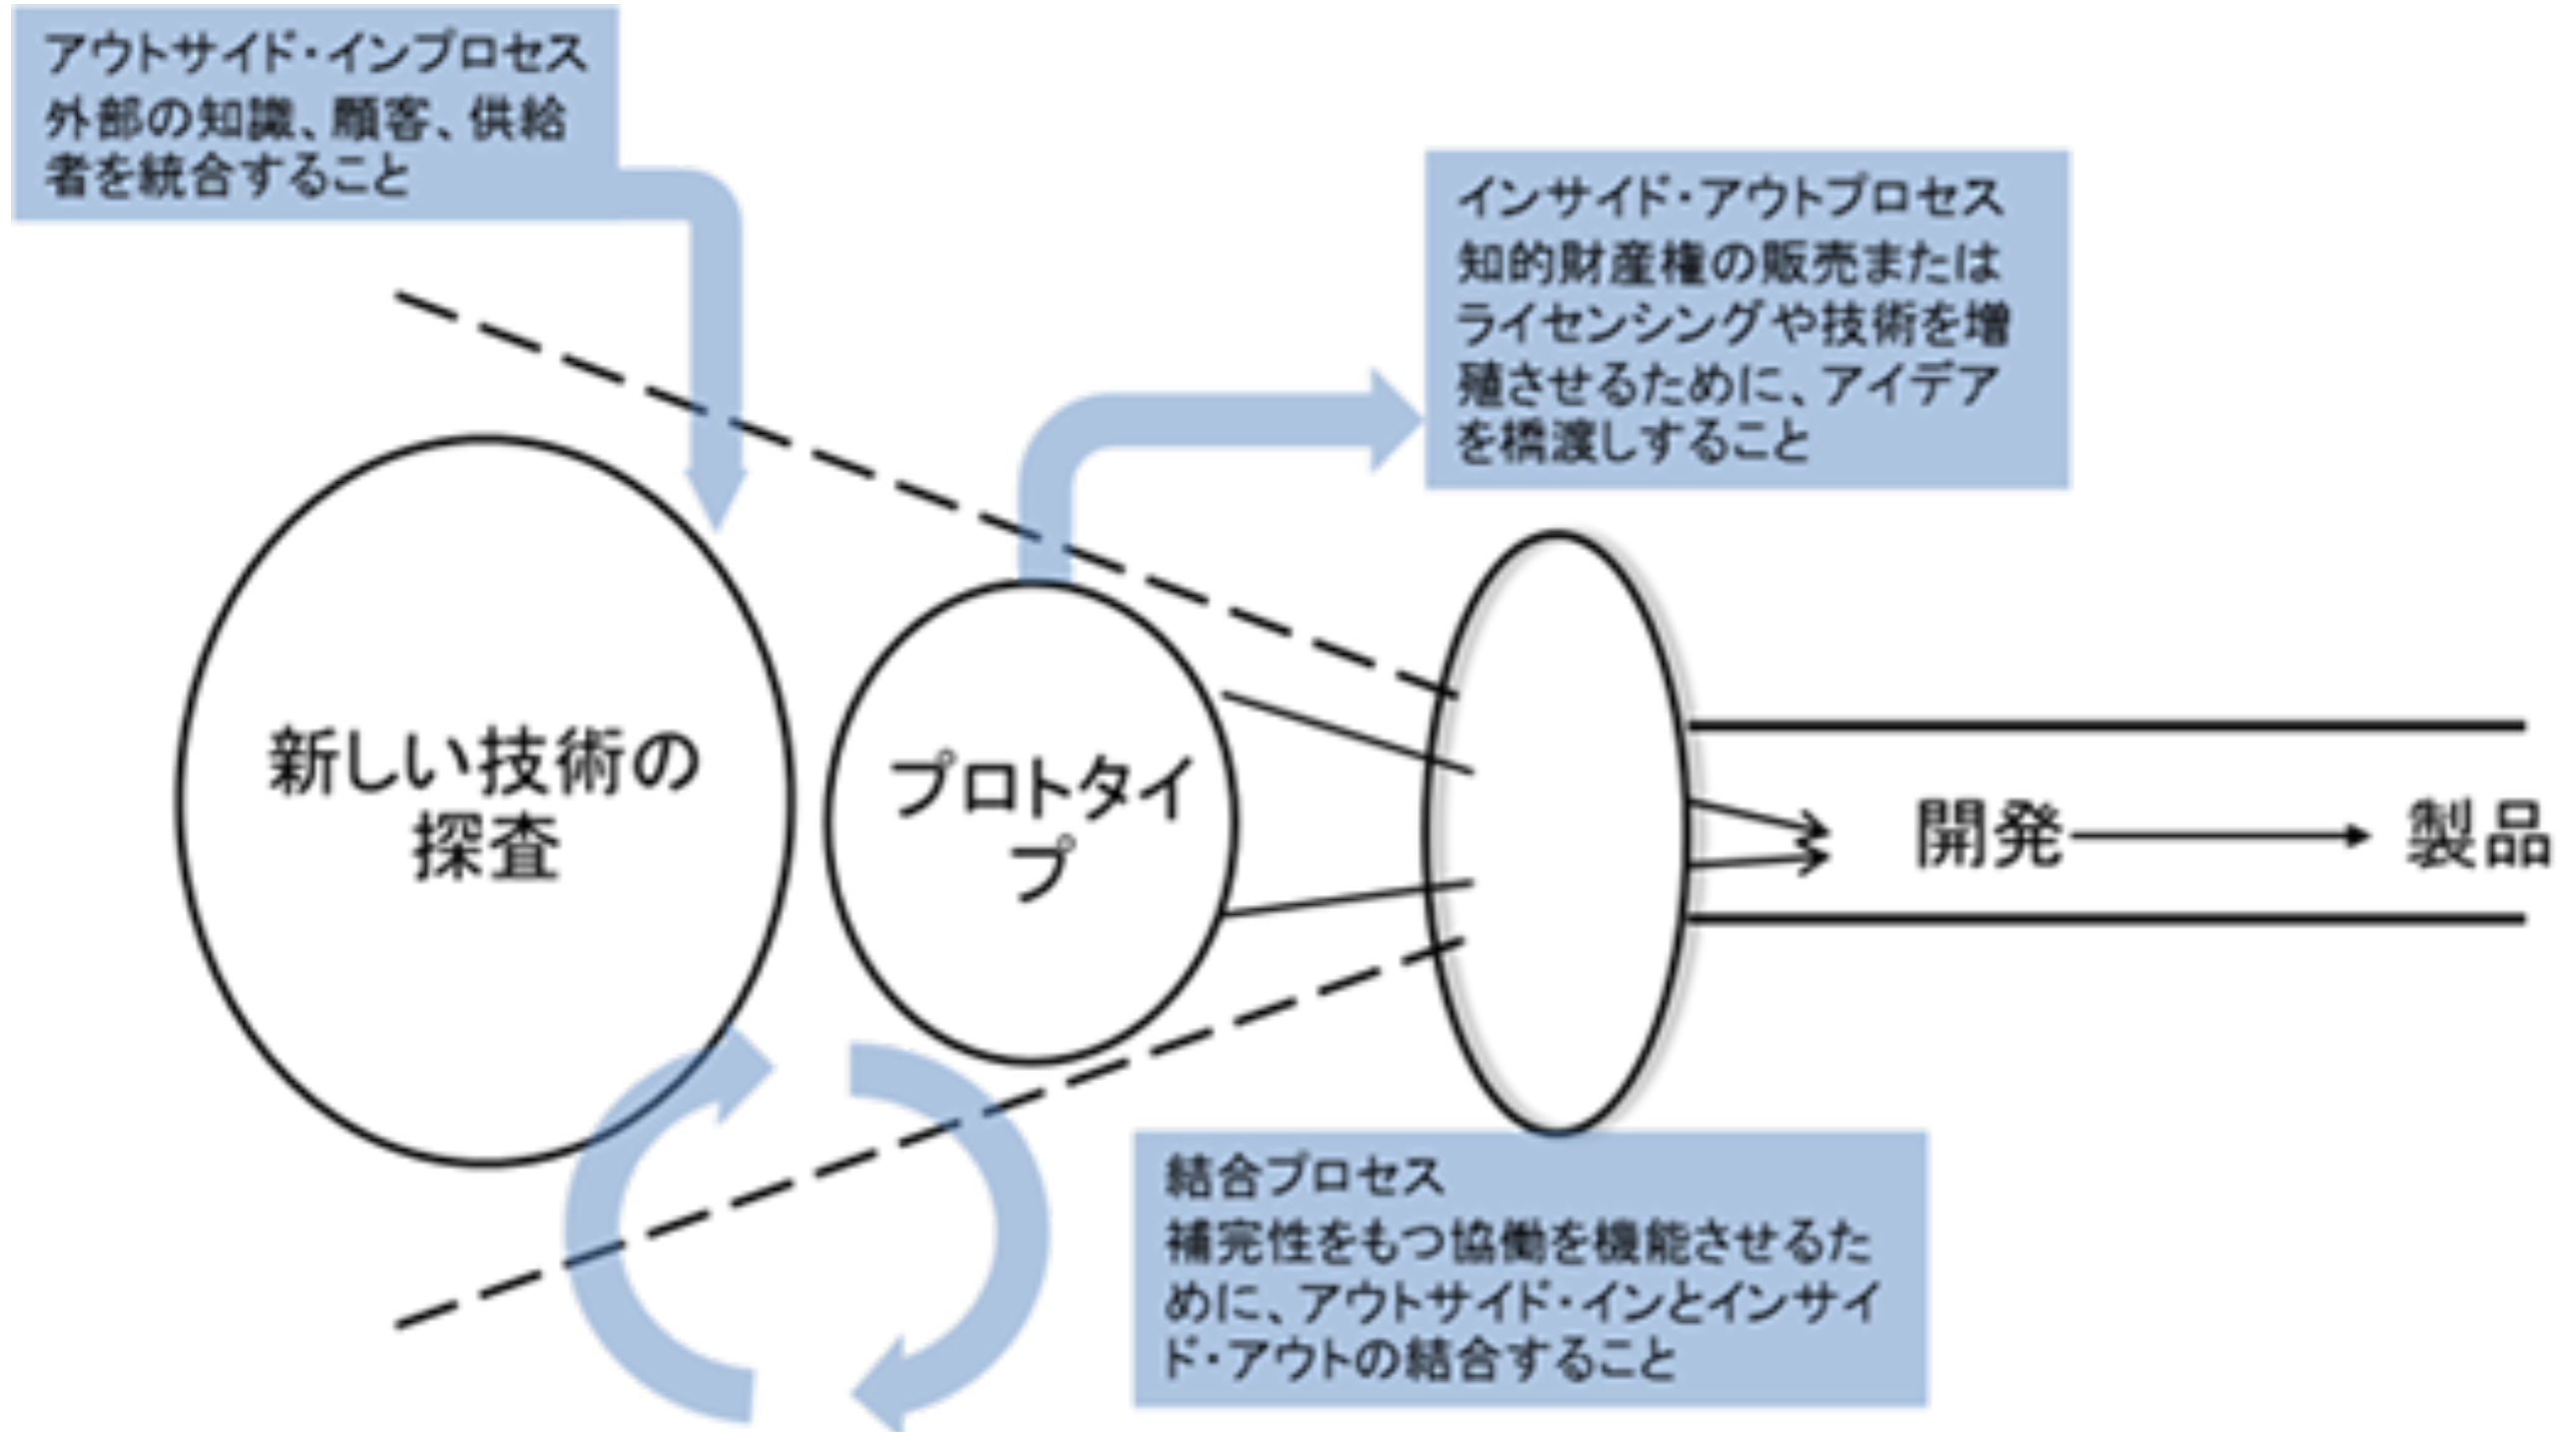 アウトサイド・インプロセス
外部の知識、顧客、供給
者を統合すること
インサイド・アウトプロセス
知的財産権の販売または
ライセンシングや技術を増
殖させるために、アイデア
を橋渡しすること
新しい技術の
探査
プロトタイ
プ
開発
製品
結合プロセス
補完性をもつ協働を機能させるた
めに、アウトサイド・インとインサイ
ド・アウトの結合すること